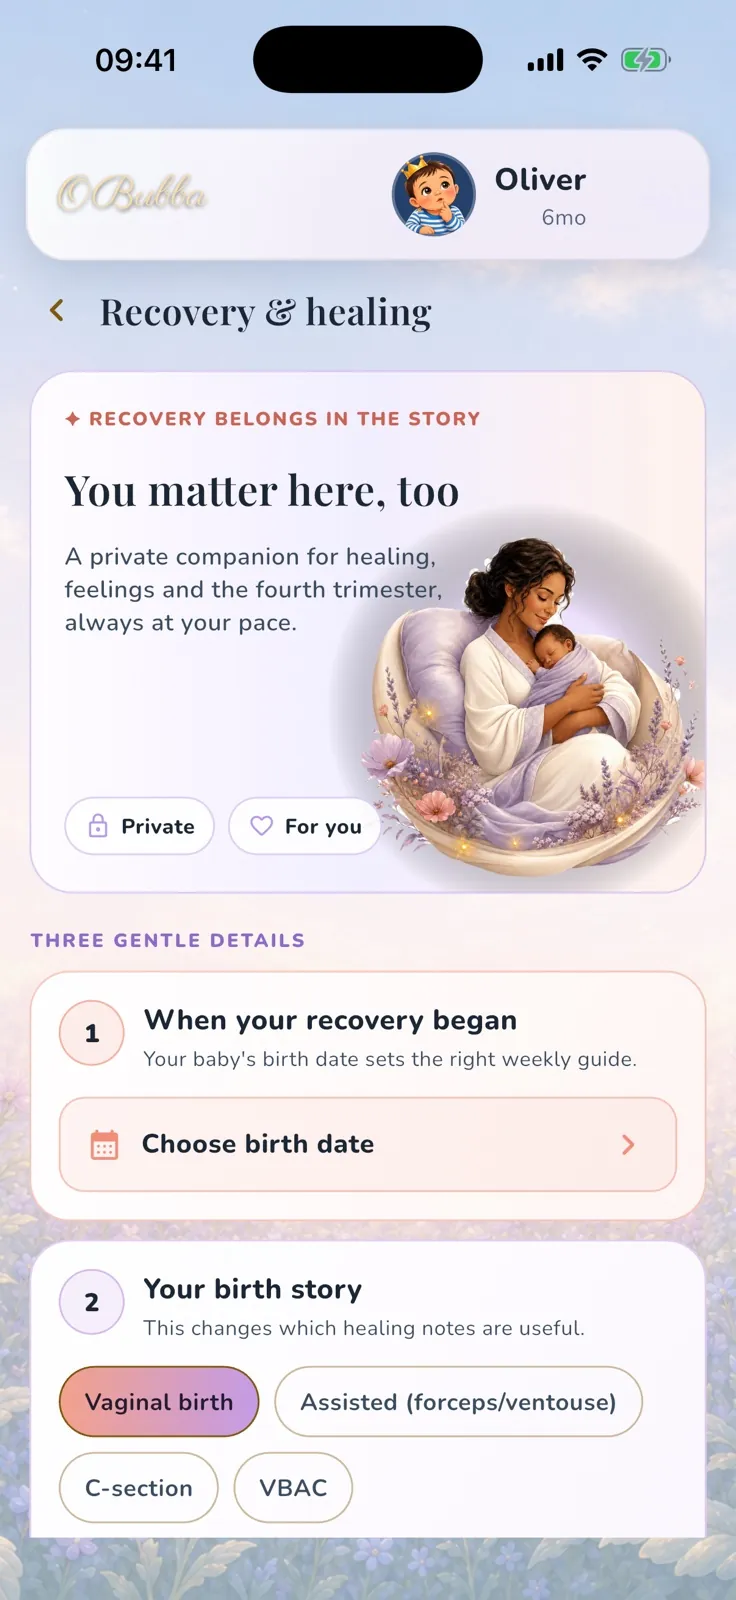 09:41
OBubba
Oliver
6mo
Recovery & healing
RECOVERY BELONGS IN THE STORY
You matter here, too
A private companion for healing,
feelings and the fourth trimester,
always at your pace.
Private
For you
THREE GENTLE DETAILS
1
When your recovery began
Your baby's birth date sets the right weekly guide.
Choose birth date
2
Your birth story
This changes which healing notes are useful.
Vaginal birth
Assisted (forceps/ventouse)
C-section
VBAC